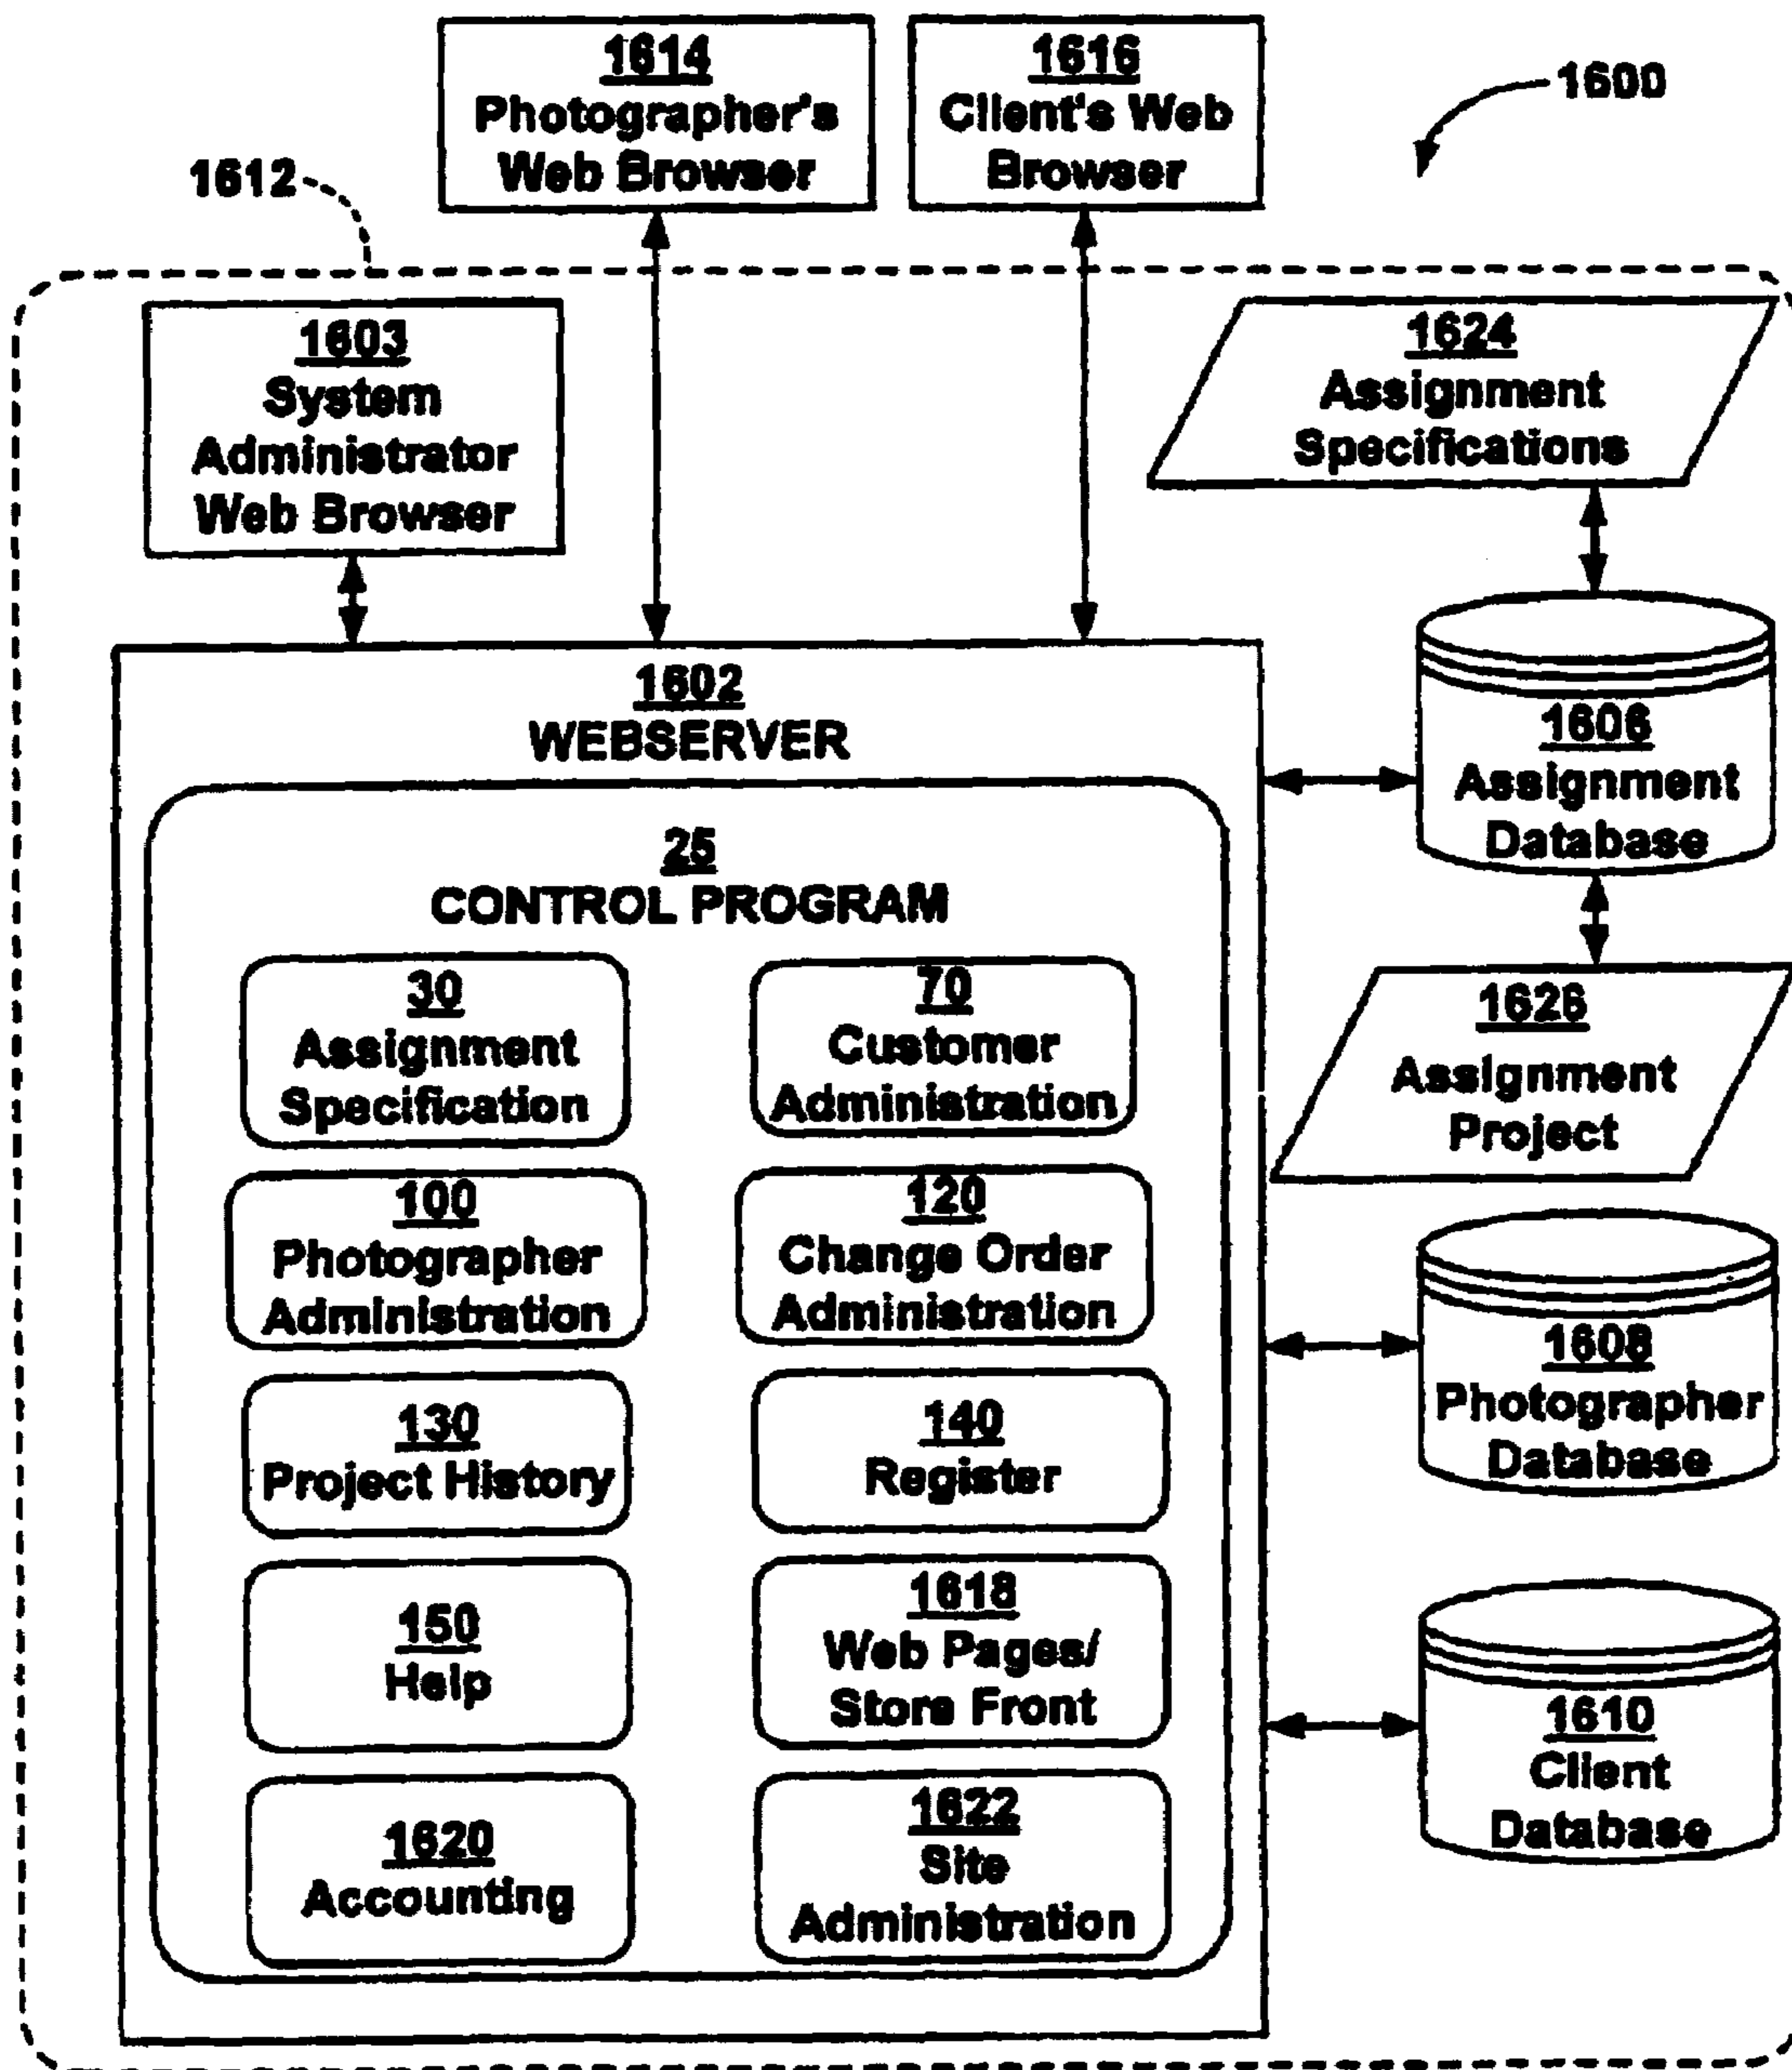 1614
Photographer's
Web Browser
1616
Client's Web
Browser
1600
1612
1603
System
Administrator
Web Browser
1624
Assignment
Specifications
1602
WEBSERVER
1606
Assignment
Database
25
CONTROL PROGRAM
30
Assignment
Specification
70
Customer
Administration
1626
Assignment
Project
100
Photographer
Administration
120
Change Order
Administration
1608
Photographer
Database
130
Project History
140
Register
150
Help
1618
Web Pages/
Store Front
1610
Client
Database
1620
Accounting
1622
Site
Administration